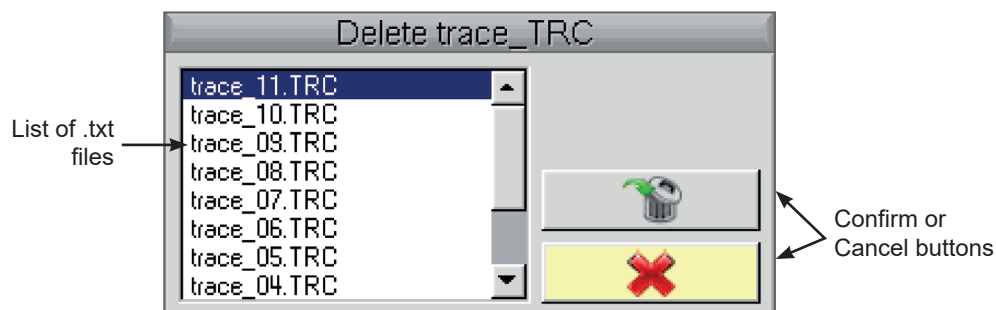 Delete trace_TRC
trace_11.TRC
trace_10.TRC
trace_09.TRC
trace_08.TRC
trace_07.TRC
trace_06.TRC
trace_05.TRC
trace_04.TRC
List of .txt
files
Confirm or
Cancel buttons